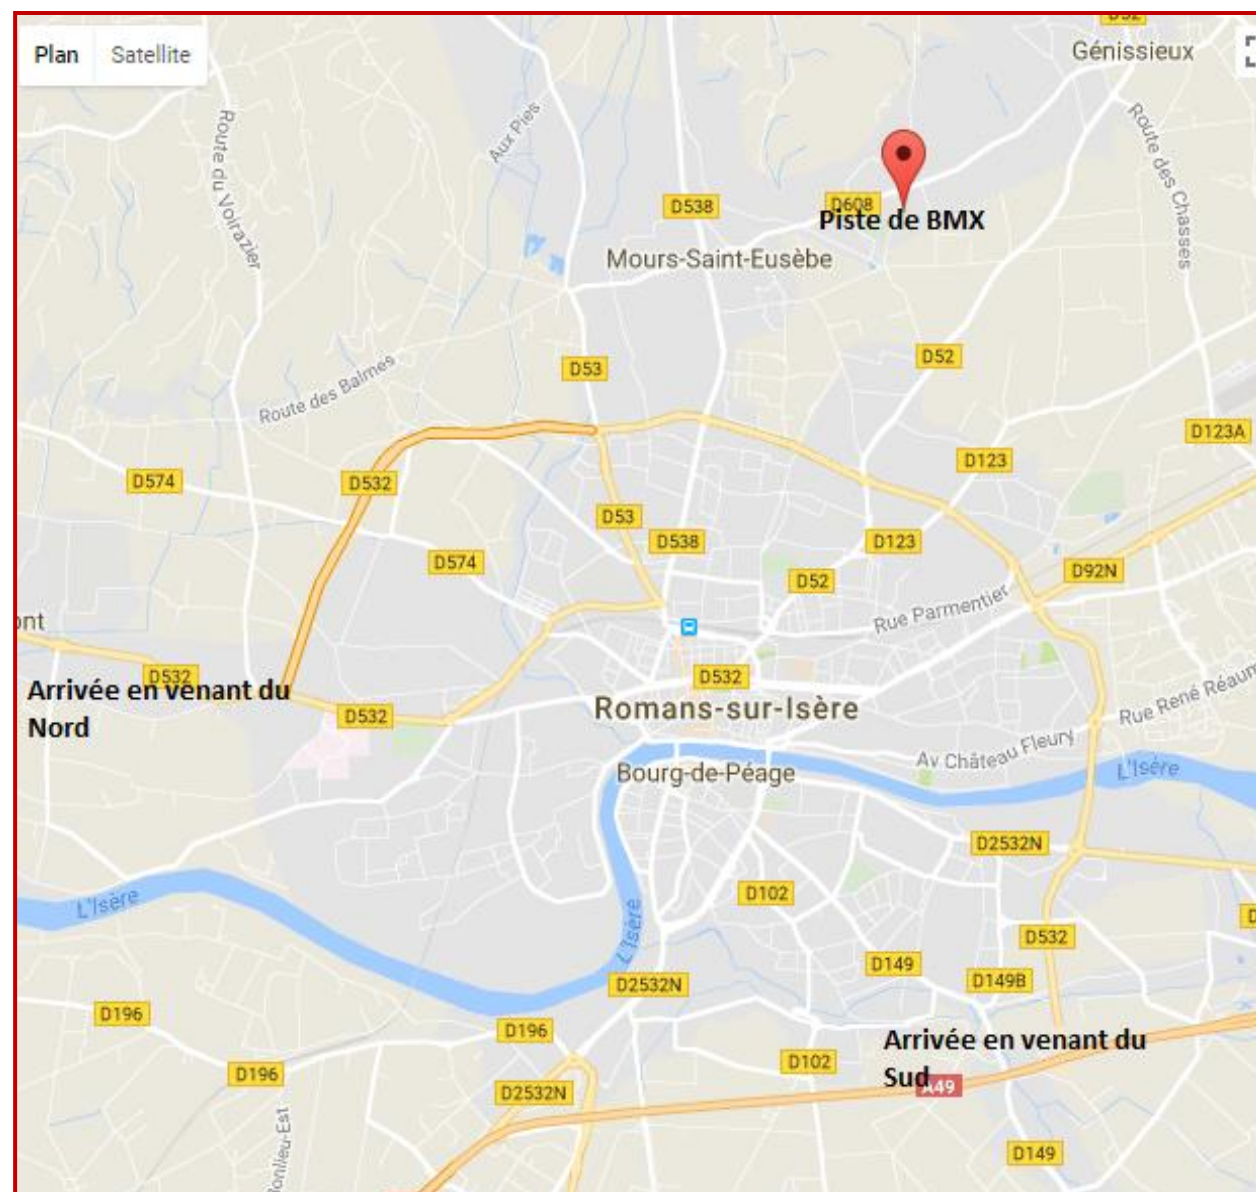 D52
Plan Satellite
Génissieux
Route du Voirazier
Aux Pies
Route des Chasses
D538
D608
Piste de BMX
Mours-Saint-Eusèbe
D53
D52
Route des Balmes
D123A
D574
D532
D123
D53
D538
D123
D574
D52
D92N
Rue Parmentier
ont
D532
D532
Arrivée en venant du
Nord
D532
Romans-sur-Isère
Rue René Réaum
Av Château Fleury
Bourg-de-Péage
L'Isère
D2532N
D102
L'Isère
L'Isère
D532
D149
D149B
D2532N
D196
D196
Arrivée en venant du
Sud
D102
D196
A49
D2532N
D149